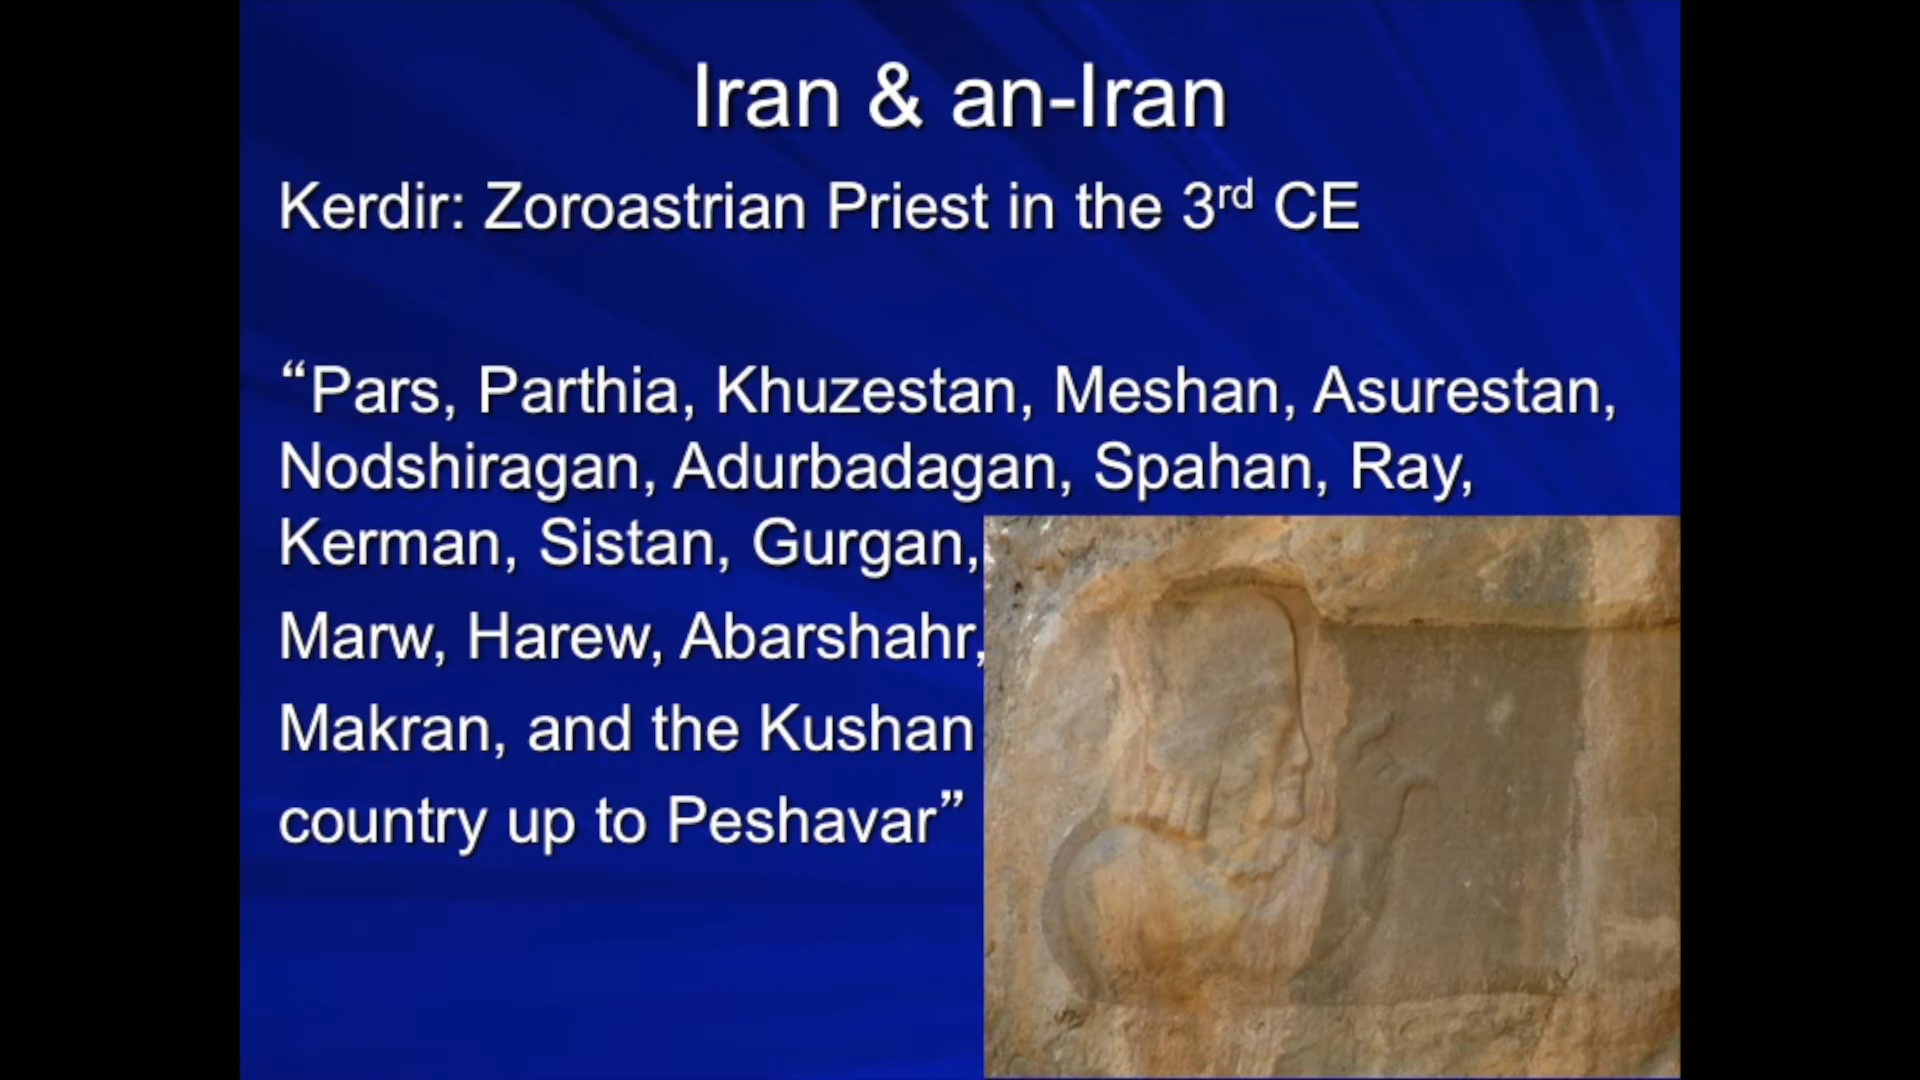 Iran & an-Iran
Kerdir: Zoroastrian Priest in the 3rd CE
“Pars, Parthia, Khuzestan, Meshan, Asurestan,
Nodshiragan, Adurbadagan, Spahan, Ray,
Kerman, Sistan, Gurgan,
Marw, Harew, Abarshahr,
Makran, and the Kushan
country up to Peshavar”